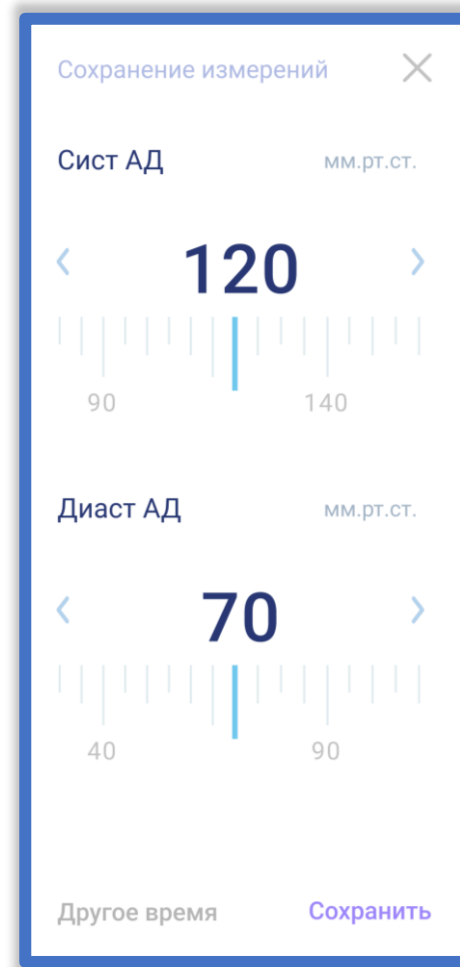 Сохранение измерений
Сист АД мм.рт.ст.
120
90 140
Диаст АД мм.рт.ст.
70
40 90
Другое время Сохранить